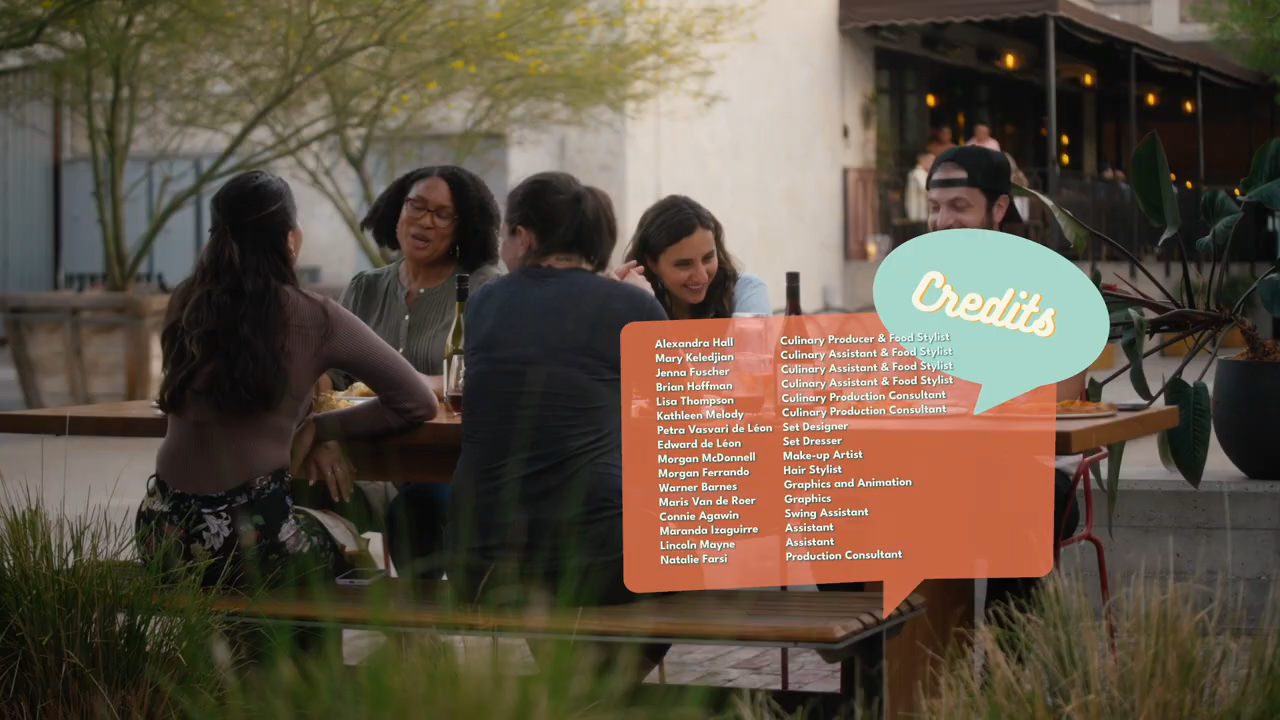 Credits
Alexandra Hall Culinary Producer & Food Stylist
Mary Keledjian Culinary Assistant & Food Stylist
Jenna Fuscher Culinary Assistant & Food Stylist
Brian Hoffman Culinary Assistant & Food Stylist
Lisa Thompson Culinary Production Consultant
Kathleen Melody Culinary Production Consultant
Petra Vasvari de Léon Set Designer
Edward de Léon Set Dresser
Morgan McDonnell Make-up Artist
Morgan Ferrando Hair Stylist
Warner Barnes Graphics and Animation
Maris Van de Roer Graphics
Connie Agawin Swing Assistant
Maranda Izaguirre Assistant
Lincoln Mayne Assistant
Natalie Farsi Production Consultant